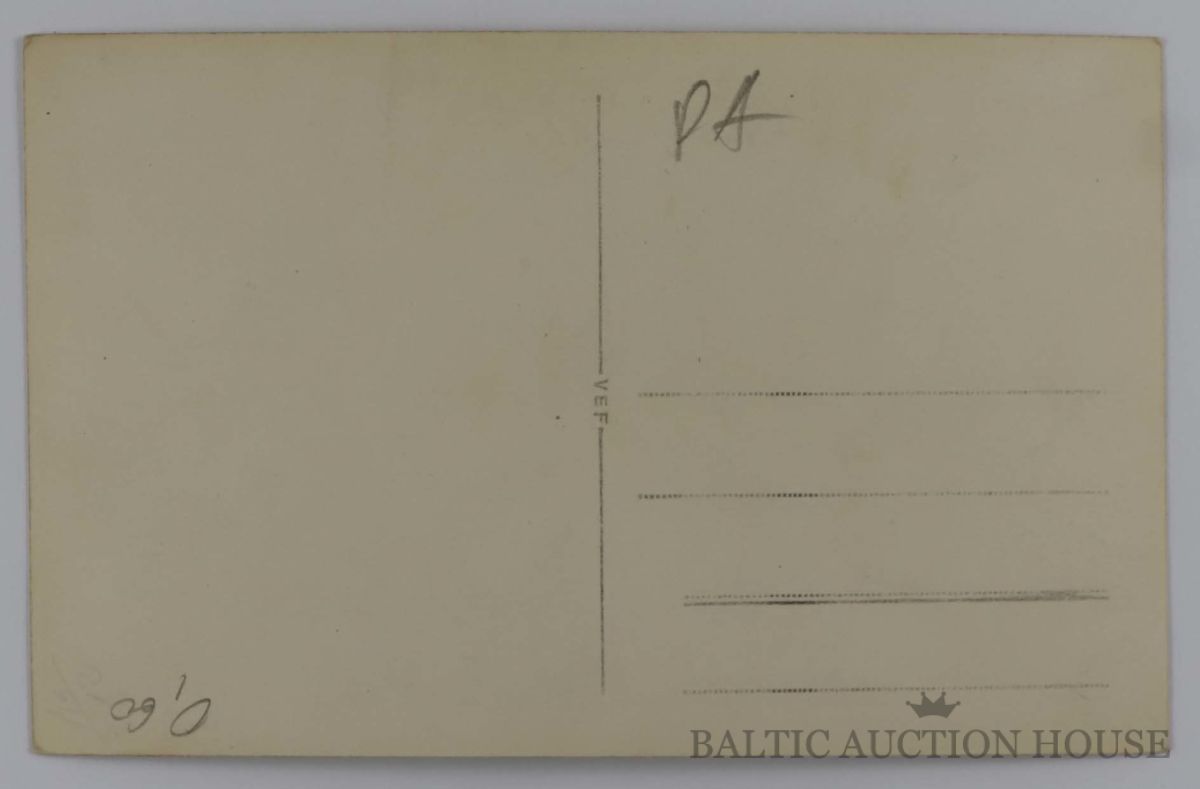 PA
VEF
0,60
BALTIC AUCTION HOUSE